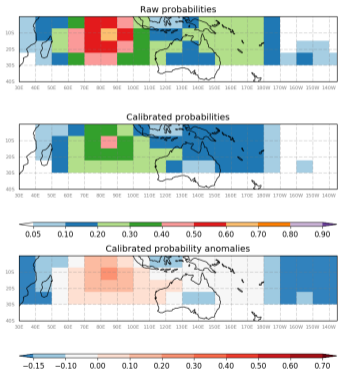 Raw probabilities
10S
20S
30S
40S
30E 40E 50E 60E 70E 80E 90E 100E 110E 120E 130E 140E 150E 160E 170E 180W 170W 160W 150W 140W
Calibrated probabilities
10S
20S
30S
40S
30E 40E 50E 60E 70E 80E 90E 100E 110E 120E 130E 140E 150E 160E 170E 180W 170W 160W 150W 140W
0.05 0.10 0.20 0.30 0.40 0.50 0.60 0.70 0.80 0.90
Calibrated probability anomalies
10S
20S
30S
40S
30E 40E 50E 60E 70E 80E 90E 100E 110E 120E 130E 140E 150E 160E 170E 180W 170W 160W 150W 140W
−0.15 −0.10 0.00 0.10 0.20 0.30 0.40 0.50 0.60 0.70